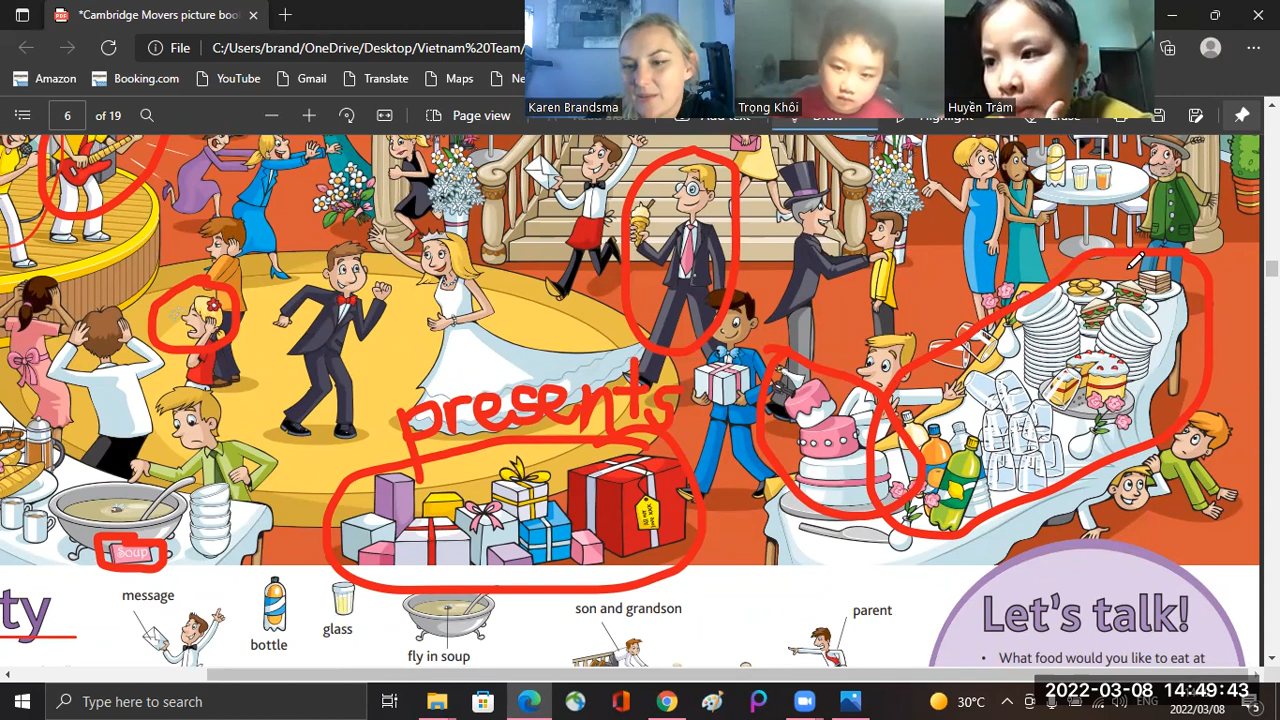 *Cambridge Movers picture boo
File C:/Users/brand/OneDrive/Desktop/Vietnam%20Team/
Amazon Booking.com YouTube Gmail Translate Maps Ne
Karen Brandsma
Trọng Khôi
Huyền Trâm
6 of 19 Page view
presents
Soup
ty
message
bottle
glass
fly in soup
son and grandson
parent
Let's talk!
• What food would you like to eat at
Type here to search
30°C
ENG
2022-03-08 14:49:43
2022/03/08